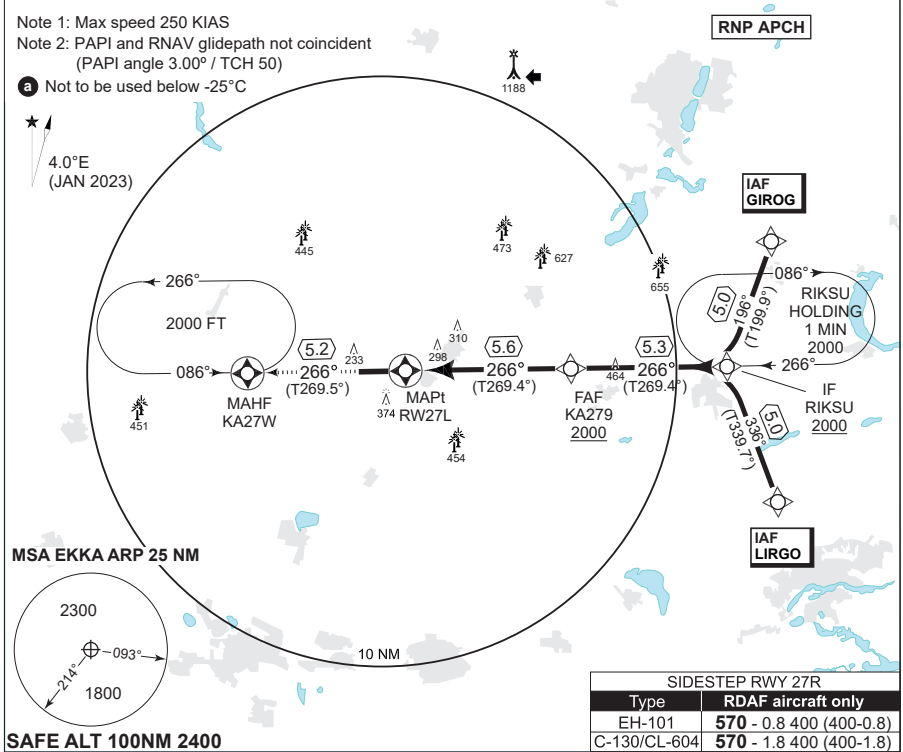 Note 1: Max speed 250 KIAS
Note 2: PAPI and RNAV glidepath not coincident
(PAPI angle 3.00º / TCH 50)
a Not to be used below -25°C
RNP APCH
1188
4.0°E
(JAN 2023)
IAF
GIROG
445
473
627
655
086°
5.0
196°
(T199.9°)
RIKSU
HOLDING
1 MIN
2000
266°
266°
2000 FT
086°
MAHF
KA27W
5.2
266°
(T269.5°)
233
374
298
310
MAPt
RW27L
5.6
266°
(T269.4°)
FAF
KA279
2000
464
5.3
266°
(T269.4°)
IF
RIKSU
2000
5.0
336°
(T339.7°)
451
454
IAF
LIRGO
MSA EKKA ARP 25 NM
2300
093°
214°
1800
SAFE ALT 100NM 2400
10 NM
SIDESTEP RWY 27R
Type RDAF aircraft only
EH-101 570 - 0.8 400 (400-0.8)
C-130/CL-604 570 - 1.8 400 (400-1.8)